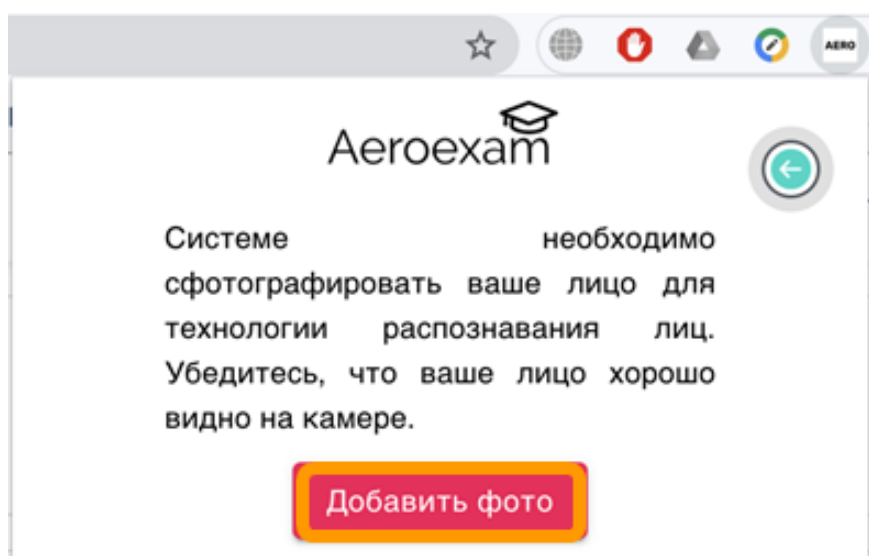 AERO
Aeroexam
Системе необходимо
сфотографировать ваше лицо для
технологии распознавания лиц.
Убедитесь, что ваше лицо хорошо
видно на камере.
Добавить фото